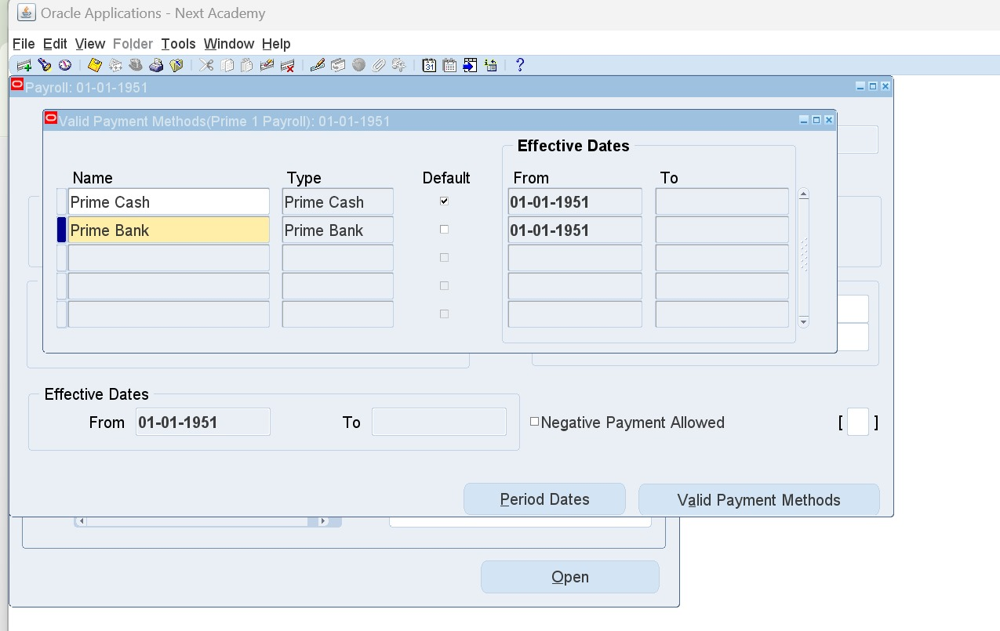 Oracle Applications - Next Academy
File Edit View Folder Tools Window Help
31
?
Payroll: 01-01-1951
Valid Payment Methods(Prime 1 Payroll): 01-01-1951
Effective Dates
Name Type Default From To
Prime Cash Prime Cash 01-01-1951
Prime Bank Prime Bank 01-01-1951
Effective Dates
From 01-01-1951 To Negative Payment Allowed [ ]
Period Dates Valid Payment Methods
Open